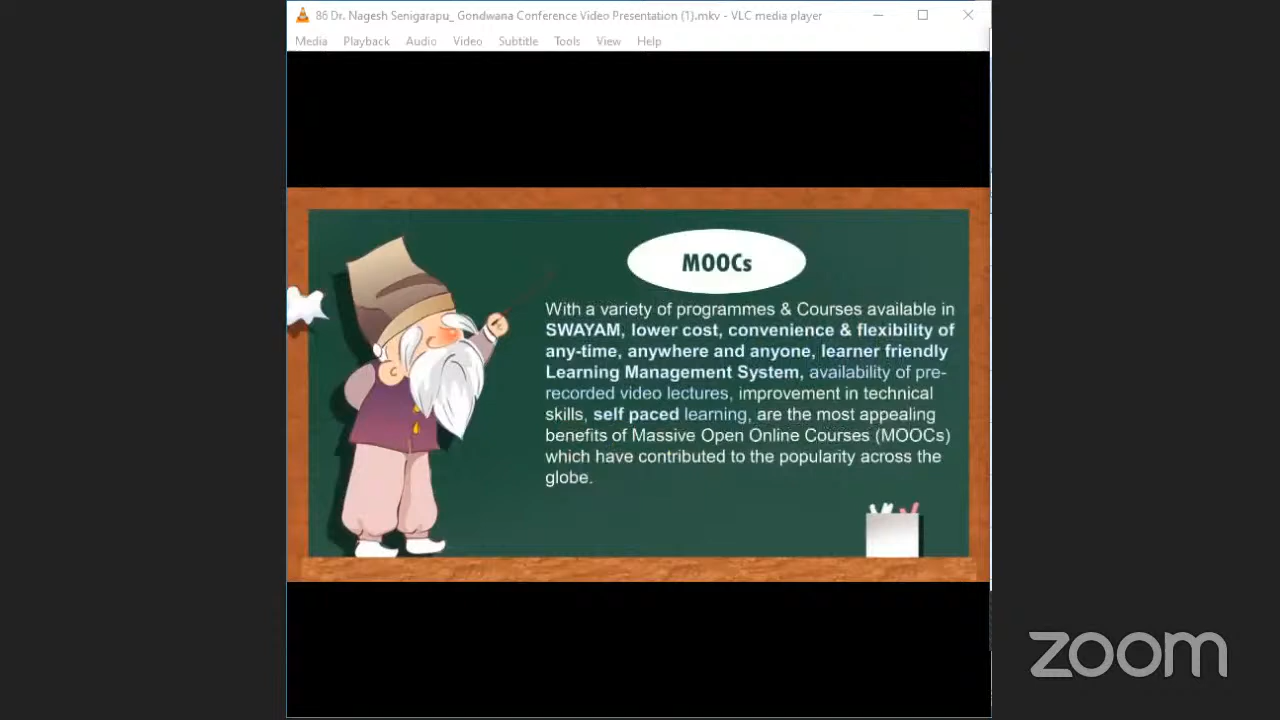 86 Dr. Nagesh Senigarapu_ Gondwana Conference Video Presentation (1).mkv - VLC media player
Media Playback Audio Video Subtitle Tools View Help
MOOCs
With a variety of programmes & Courses available in
SWAYAM, lower cost, convenience & flexibility of
any-time, anywhere and anyone, learner friendly
Learning Management System, availability of pre-
recorded video lectures, improvement in technical
skills, self paced learning, are the most appealing
benefits of Massive Open Online Courses (MOOCs)
which have contributed to the popularity across the
globe.
zoom